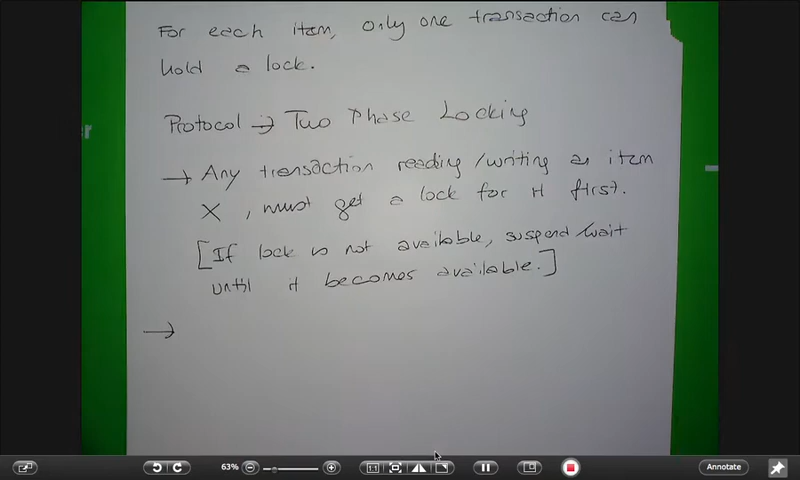 For each item, only one transaction can
hold a lock.
Protocol → Two Phase Locking
→ Any transaction reading/writing an item
X, must get a lock for it first.
[If lock is not available, suspend/wait
until it becomes available.]
→
63%
1:1
Annotate